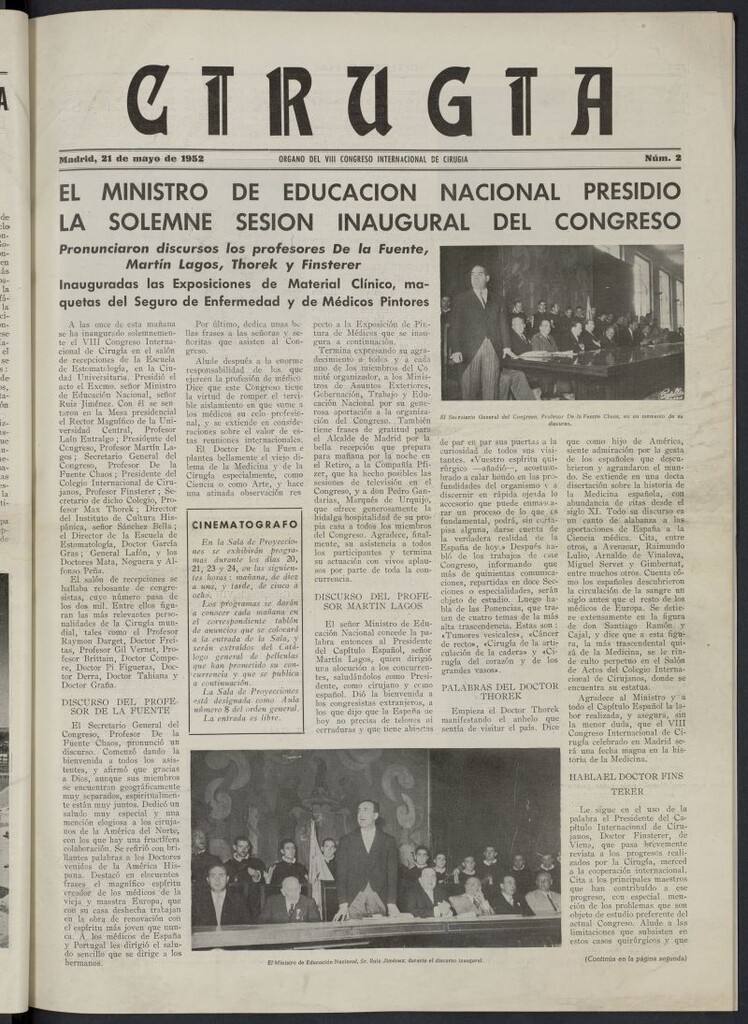 CIRUGIA
Madrid, 21 de mayo de 1952
ORGANO DEL VIII CONGRESO INTERNACIONAL DE CIRUGIA
Núm. 2
EL MINISTRO DE EDUCACION NACIONAL PRESIDIO
LA SOLEMNE SESION INAUGURAL DEL CONGRESO
Pronunciaron discursos los profesores De la Fuente,
Martín Lagos, Thorek y Finsterer
Inauguradas las Exposiciones de Material Clínico, ma-
quetas del Seguro de Enfermedad y de Médicos Pintores
A las once de esta mañana
se ha inaugurado solemnemen-
te el VIII Congreso Interna-
cional de Cirugía en el salón
de recepciones de la Escuela
de Estomatología, en la Ciu-
dad Universitaria. Presidió el
acto el Excmo. señor Ministro
de Educación Nacional, señor
Ruiz Jiménez. Con él se sen-
taron en la Mesa presidencial
el Rector Magnífico de la Uni-
versidad Central, Profesor
Laín Entralgo; Presidente del
Congreso, Profesor Martín La-
gos; Secretario General del
Congreso, Profesor De la
Fuente Chaos; Presidente del
Colegio Internacional de Ciru-
janos, Profesor Finsterer; Se-
cretario de dicho Colegio, Pro-
fesor Max Thorek; Director
del Instituto de Cultura His-
pánica, señor Sánchez Bella;
el Director de la Escuela de
Estomatología, Doctor García
Gras; General Lafón, y los
Doctores Mata, Noguera y Al-
fonso Peña.
El salón de recepciones se
hallaba rebosante de congre-
sistas, cuyo número pasa de
los dos mil. Entre ellos figu-
ran las más relevantes perso-
nalidades de la Cirugía mun-
dial, tales como el Profesor
Raymon Darget, Doctor Frei-
tas, Profesor Gil Vernet, Pro-
fesor Brittain, Doctor Compe-
re, Doctor Pi Figueras, Doc-
tor Derra, Doctor Tabiana y
Doctor Graña.
DISCURSO DEL PROFE-
SOR DE LA FUENTE
El Secretario General del
Congreso, Profesor De la
Fuente Chaos, pronunció un
discurso. Comenzó dando la
bienvenida a todos los asis-
tentes, y afirmó que gracias
a Dios, aunque sus miembros
se encuentran geográficamente
muy separados, espiritualmen-
te están muy juntos. Dedicó un
saludo muy especial y una
mención elogiosa a los ciruja-
nos de la América del Norte,
con los que hay una fructífera
colaboración. Se refirió con bri-
llantes palabras a los Doctores
venidos de la América His-
pana. Destacó en elocuentes
frases el magnífico espíritu
creador de los médicos de la
vieja y maestra Europa, que
con su casa deshecha trabajan
en la obra de renovación con
el espíritu más joven que nun-
ca. A los médicos de España
y Portugal les dirigió el salu-
do sencillo que se dirige a los
hermanos.
Por último, dedica unas be-
llas frases a las señoras y se-
ñoritas que asisten al Con-
greso.
Alude después a la enorme
responsabilidad de los que
ejercen la profesión de médico
Dice que este Congreso tiene
la virtud de romper el terri-
ble aislamiento en que sume a
los médicos su celo profesio-
nal, y se extiende en conside-
raciones sobre el valor de es-
tas reuniones internacionales.
El Doctor De la Fuente
plantea bellamente el viejo di-
lema de la Medicina y de la
Cirugía especialmente, como
Ciencia o como Arte, y hace
una atinada observación res
CINEMATOGRAFO
En la Sala de Proyeccio-
nes se exhibirán progra-
mas durante los días 20,
21, 23 y 24, en las siguien-
tes horas: mañana, de diez
a una, y tarde, de cinco a
ocho.
Los programas se darán
a conocer cada mañana en
el correspondiente tablón
de anuncios que se colocará
a la entrada de la Sala, y
serán extraídos del Catálo-
go general de películas
que han prometido su con-
currencia y que se publica
a continuación.
La Sala de Proyecciones
está designada como Aula
número 8 del orden general.
La entrada es libre.
pecto a la Exposición de Pin-
tura de Médicos que se inau-
gura a continuación.
Termina expresando su agra-
decimiento a todos y a cada
uno de los miembros del Co-
mité organizador, a los Minis-
tros de Asuntos Exteriores,
Gobernación, Trabajo y Edu-
cación Nacional por su gene-
rosa aportación a la organiza-
ción del Congreso. También
tiene frases de gratitud para
el Alcalde de Madrid por la
bella recepción que prepara
para mañana por la noche en
el Retiro, a la Compañía Pfi-
zer, que ha hecho posibles las
sesiones de televisión en el
Congreso, y a don Pedro Gan-
darias, Marqués de Urquijo,
que ofrece generosamente la
hidalga hospitalidad de su pro-
pia casa a todos los miembros
del Congreso. Agradece, final-
mente, su asistencia a todos
los participantes y termina
su actuación con vivos aplau-
sos por parte de toda la con-
currencia.
DISCURSO DEL PROFE-
SOR MARTIN LAGOS
El señor Ministro de Edu-
cación Nacional concede la pa-
labra entonces al Presidente
del Capítulo Español, señor
Martín Lagos, quien dirigió
una alocución a los concurren-
tes, saludándolos como Presi-
dente, como cirujano y como
español. Dió la bienvenida a
los congresistas extranjeros, a
los que dijo que la España de
hoy no precisa de telones ni
cerraduras y que tiene abiertas
El Secretario General del Congreso, Profesor De la Fuente Chaos, en un momento de su
discurso.
de par en par sus puertas a la
curiosidad de todos sus visi-
tantes. «Vuestro espíritu qui-
rúrgico —añadió—, acostum-
brado a calar hondo en las pro-
fundidades del organismo y a
discernir en rápida ojeada lo
accesorio que puede enmasca-
rar un proceso de lo que es
fundamental, podrá, sin corta-
pisa alguna, darse cuerta de
la verdadera realidad de la
España de hoy.» Después ha-
bló de los trabajos de este
Congreso, informando que
más de quinientas comunica-
ciones, repartidas en doce Sec-
ciones o especialidades, serán
objeto de estudio. Luego ha-
bla de las Ponencias, que tra-
tan de cuatro temas de la más
alta trascendencia. Estos son:
«Tumores vesicales», «Cáncer
de recto», «Cirugía de la arti-
culación de la cadera» y «Ci-
rugía del corazón y de los
grandes vasos».
PALABRAS DEL DOCTOR
THOREK
Empieza el Doctor Thorek
manifestando el anhelo que
sentía de visitar el país. Dice
que como hijo de América,
siente admiración por la gesta
de los españoles que descu-
brieron y agrandaron el mun-
do. Se extiende en una docta
disertación sobre la historia de
la Medicina española, con
abundancia de citas desde el
siglo XI. Todo su discurso es
un canto de alabanza a las
aportaciones de España a la
Ciencia médica. Cita, entre
otros, a Avenzoar, Raimundo
Lulio, Arnaldo de Vinalova,
Miguel Servet y Gimbernat,
entre muchos otros. Cuenta có-
mo los españoles descubrieron
la circulación de la sangre un
siglo antes que el resto de los
médicos de Europa. Se detie-
ne extensamente en la figura
de don Santiago Ramón y
Cajal, y dice que a esta figu-
ra, la más trascendental qui-
zá de la Medicina, se le rin-
de culto perpetuo en el Salón
de Actos del Colegio Interna-
cional de Cirujanos, donde se
encuentra su estatua.
Agradece al Ministro y a
todo el Capítulo Español la la-
bor realizada, y asegura, sin
la menor duda, que el VIII
Congreso Internacional de Ci-
rugía celebrado en Madrid se-
rá una fecha magna en la his-
toria de la Medicina.
HABLA EL DOCTOR FINS
TERER
Le sigue en el uso de la
palabra el Presidente del Ca-
pítulo Internacional de Ciru-
janos, Doctor Finsterer, de
Viena, que pasa brevemente
revista a los progresos reali-
zados por la Cirugía, merced
a la cooperación internacional.
Cita a los principales maestros
que han contribuído a ese
progreso, con especial men-
ción de los problemas que son
objeto de estudio preferente del
actual Congreso. Alude a las
limitaciones que subsisten en
estos casos quirúrgicos y que
(Continúa en la página segunda)
El Ministro de Educación Nacional, Sr. Ruiz Jiménez, durante el discurso inaugural.